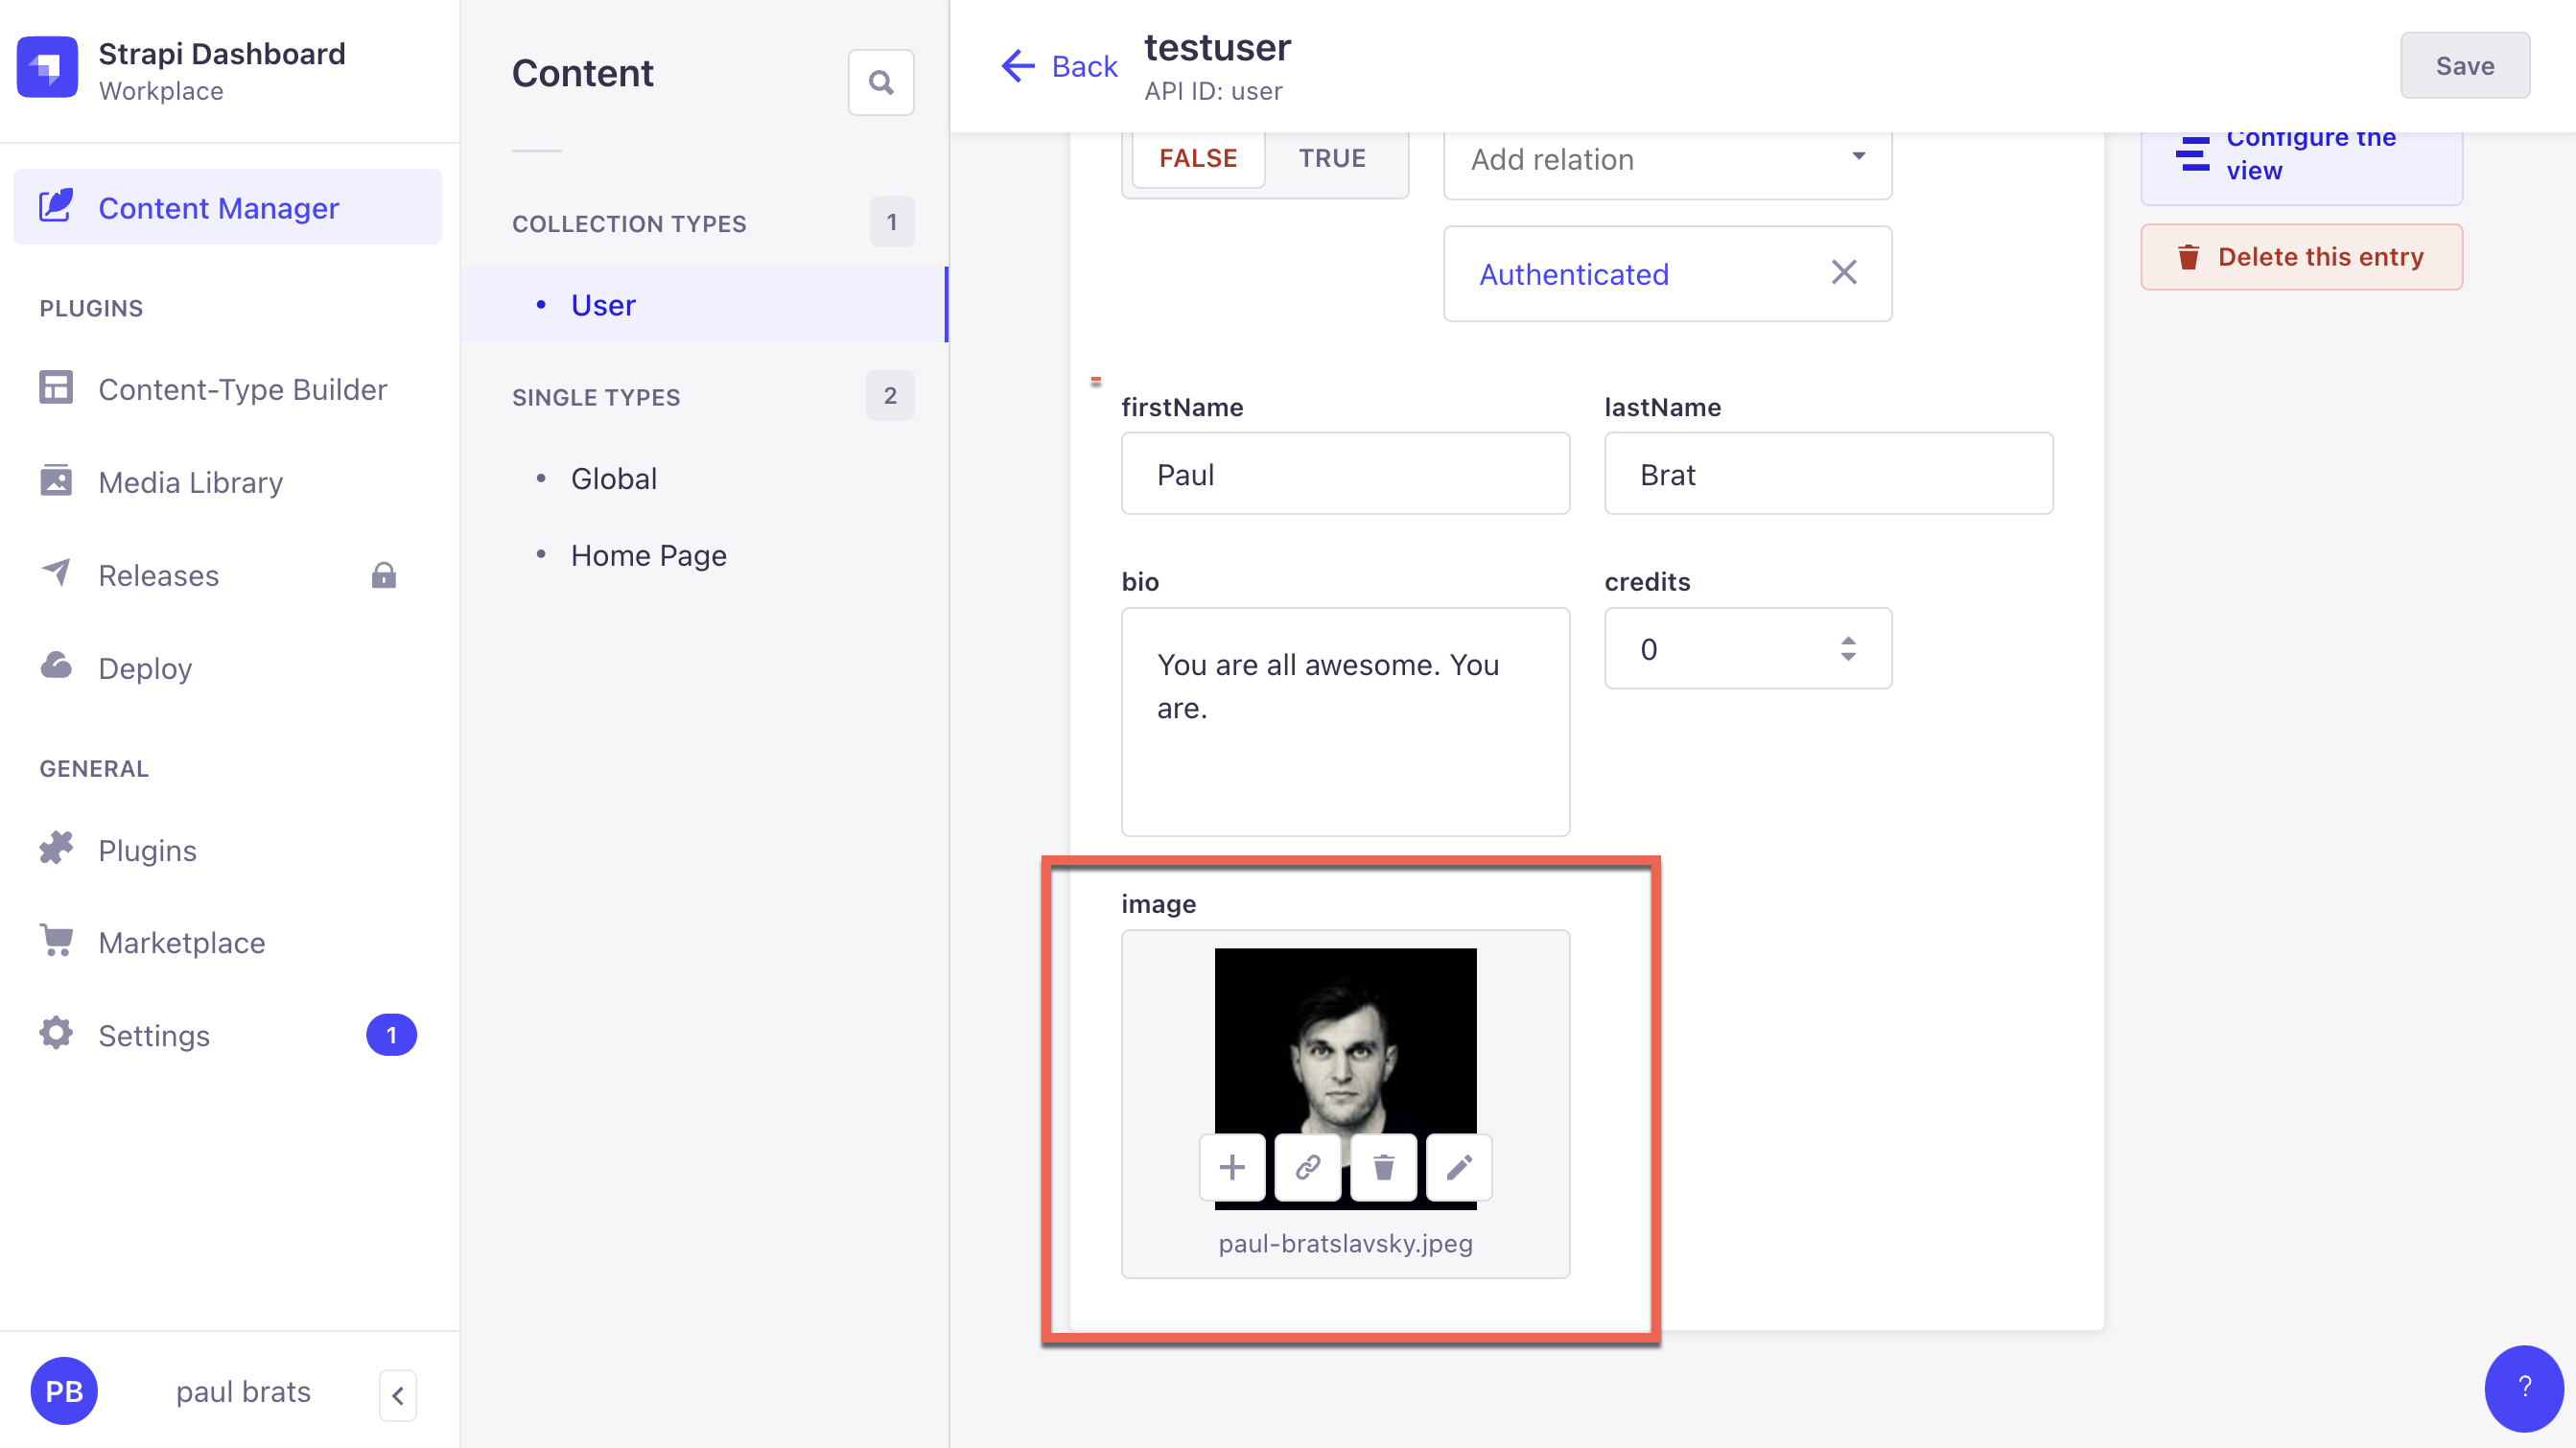 Strapi Dashboard
Workplace
Content Manager
PLUGINS
Content-Type Builder
Media Library
Releases
Deploy
GENERAL
Plugins
Marketplace
Settings
1
PB
paul brats
Content
COLLECTION TYPES
1
User
SINGLE TYPES
2
Global
Home Page
Back
testuser
API ID: user
Save
FALSE
TRUE
Add relation
Authenticated
Configure the
view
Delete this entry
firstName
lastName
Paul
Brat
bio
credits
You are all awesome. You
are.
0
image
paul-bratslavsky.jpeg
?